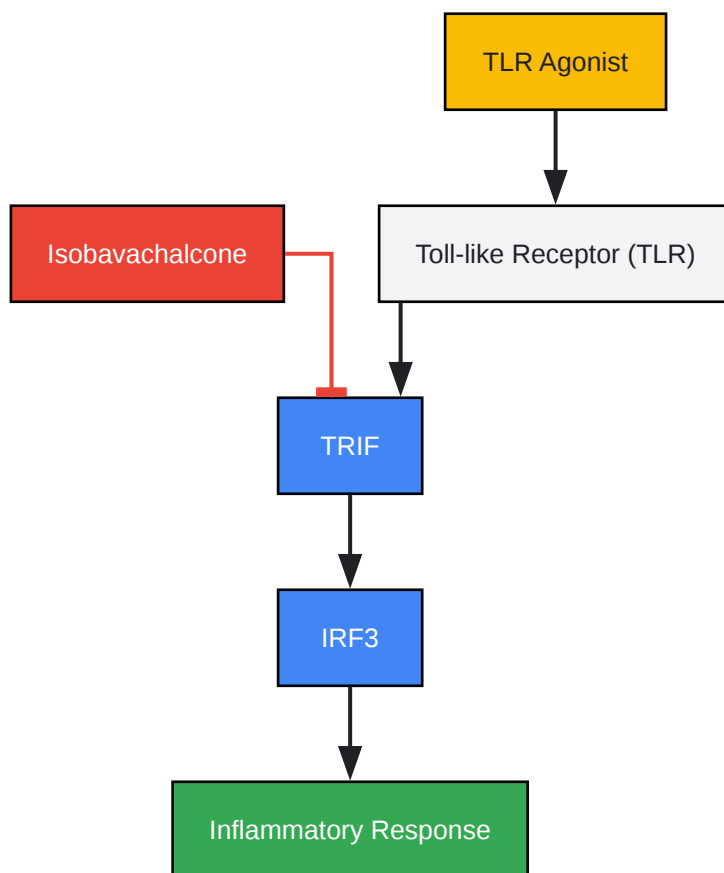 TLR Agonist
Isobavachalcone
Toll-like Receptor (TLR)
TRIF
IRF3
Inflammatory Response